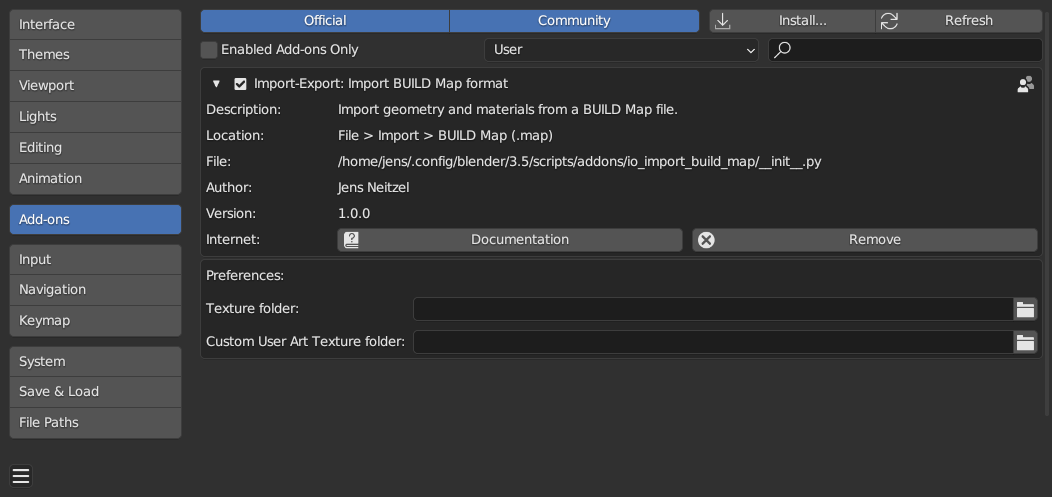 Interface
Themes
Viewport
Lights
Editing
Animation
Add-ons
Input
Navigation
Keymap
System
Save & Load
File Paths
Official Community Install... Refresh
Enabled Add-ons Only User
Import-Export: Import BUILD Map format
Description: Import geometry and materials from a BUILD Map file.
Location: File > Import > BUILD Map (.map)
File: /home/jens/.config/blender/3.5/scripts/addons/io_import_build_map/__init__.py
Author: Jens Neitzel
Version: 1.0.0
Internet: Documentation Remove
Preferences:
Texture folder:
Custom User Art Texture folder: